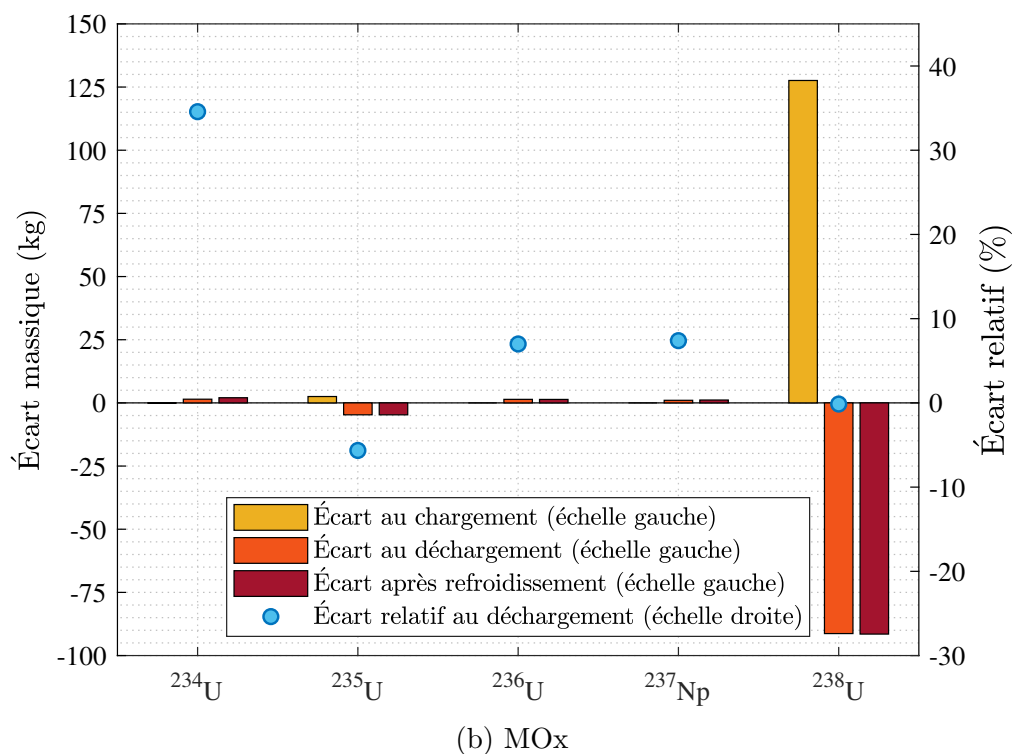 Écart massique (kg)
150
125
100
75
50
25
0
-25
-50
-75
-100
40
30
20
10
0
-10
-20
-30
Écart relatif (%)
Écart au chargement (échelle gauche)
Écart au déchargement (échelle gauche)
Écart après refroidissement (échelle gauche)
Écart relatif au déchargement (échelle droite)
²³⁴U ²³⁵U ²³⁶U ²³⁷Np ²³⁸U
(b) MOx